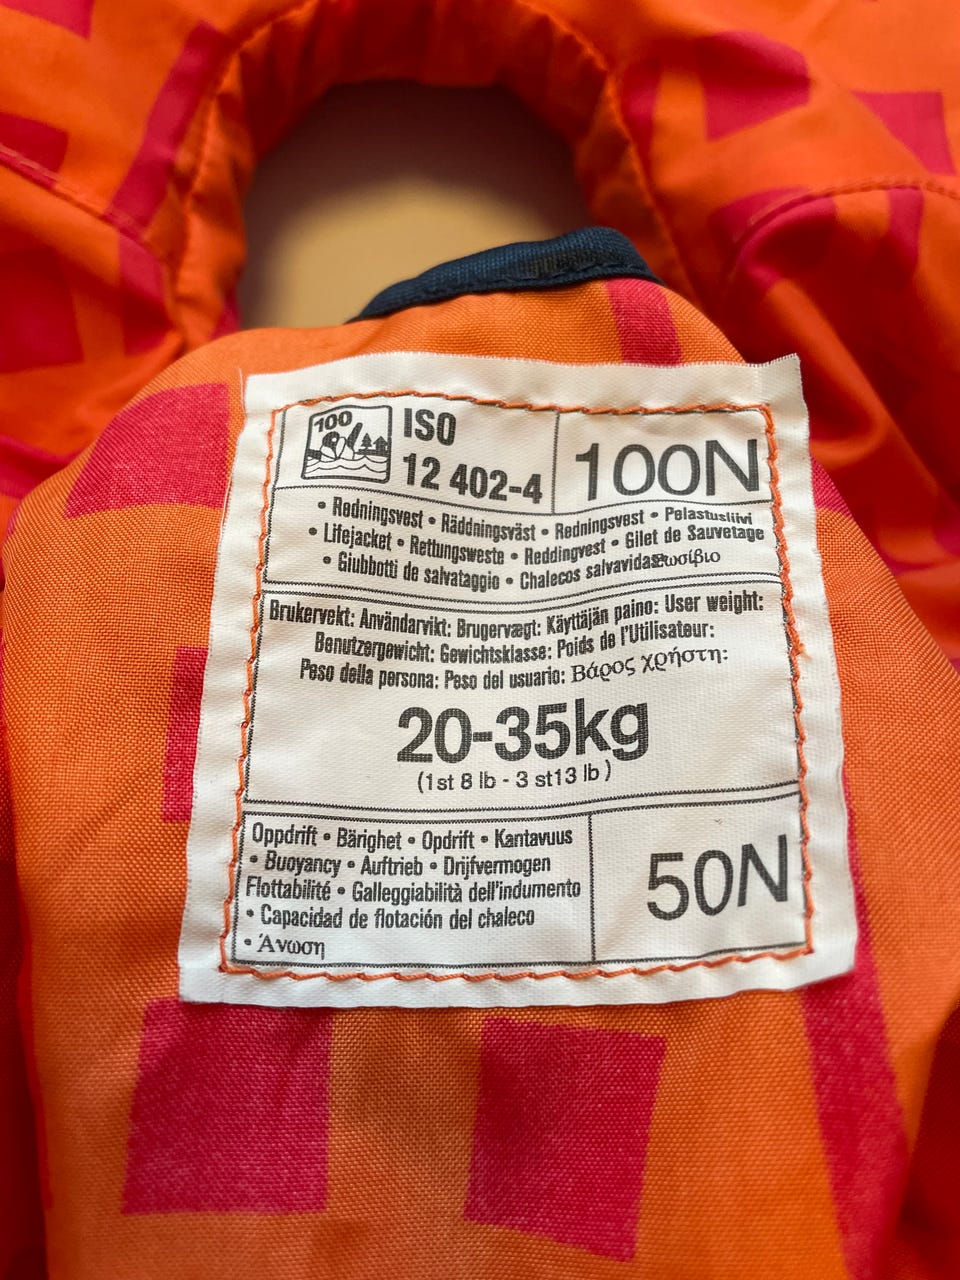 100
ISO
12 402-4
100N
• Redningsvest • Räddningsväst • Redningsvest • Pelastusliivi
• Lifejacket • Rettungsweste • Reddingvest • Gilet de Sauvetage
• Giubbotti de salvataggio • Chalecos salvavidas • Σωσίβιο
Brukervekt: Användarvikt: Brugervægt: Käyttäjän paino: User weight:
Benutzergewicht: Gewichtsklasse: Poids de l'Utilisateur:
Peso della persona: Peso del usuario: Βάρος χρήστη:
20-35kg
(1st 8 lb - 3 st13 lb )
Oppdrift • Bärighet • Opdrift • Kantavuus
• Buoyancy • Auftrieb • Drijfvermogen
Flottabilité • Galleggiabilità dell'indumento
• Capacidad de flotación del chaleco
• Άνωση
50N